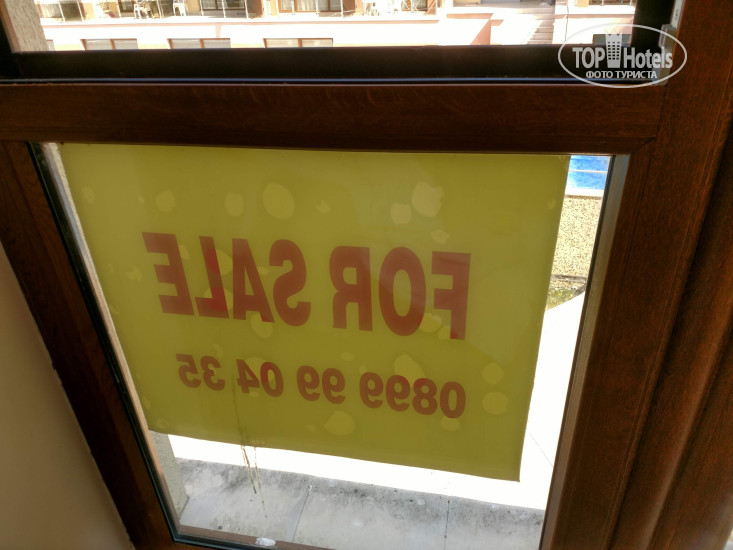 TOP Hotels
ФОТО ТУРИСТА
FOR SALE
0899 99 04 35